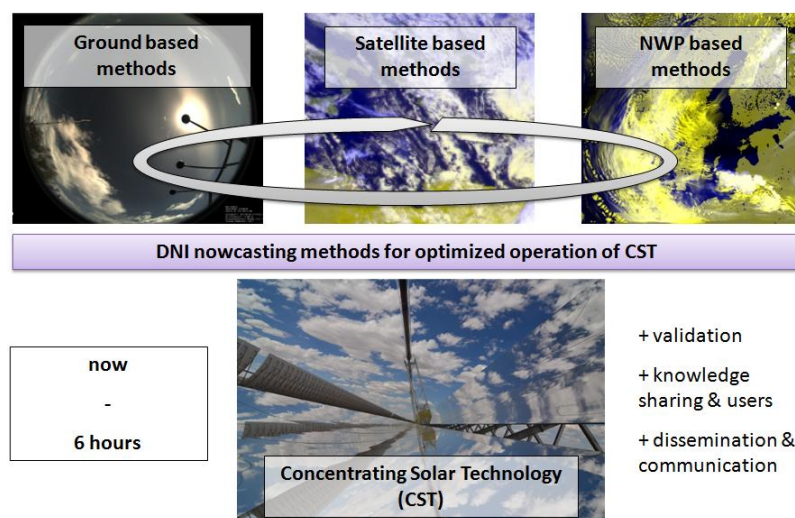 Ground based
methods
Satellite based
methods
NWP based
methods
DNI nowcasting methods for optimized operation of CST
now
-
6 hours
Concentrating Solar Technology
(CST)
+ validation
+ knowledge
sharing & users
+ dissemination &
communication